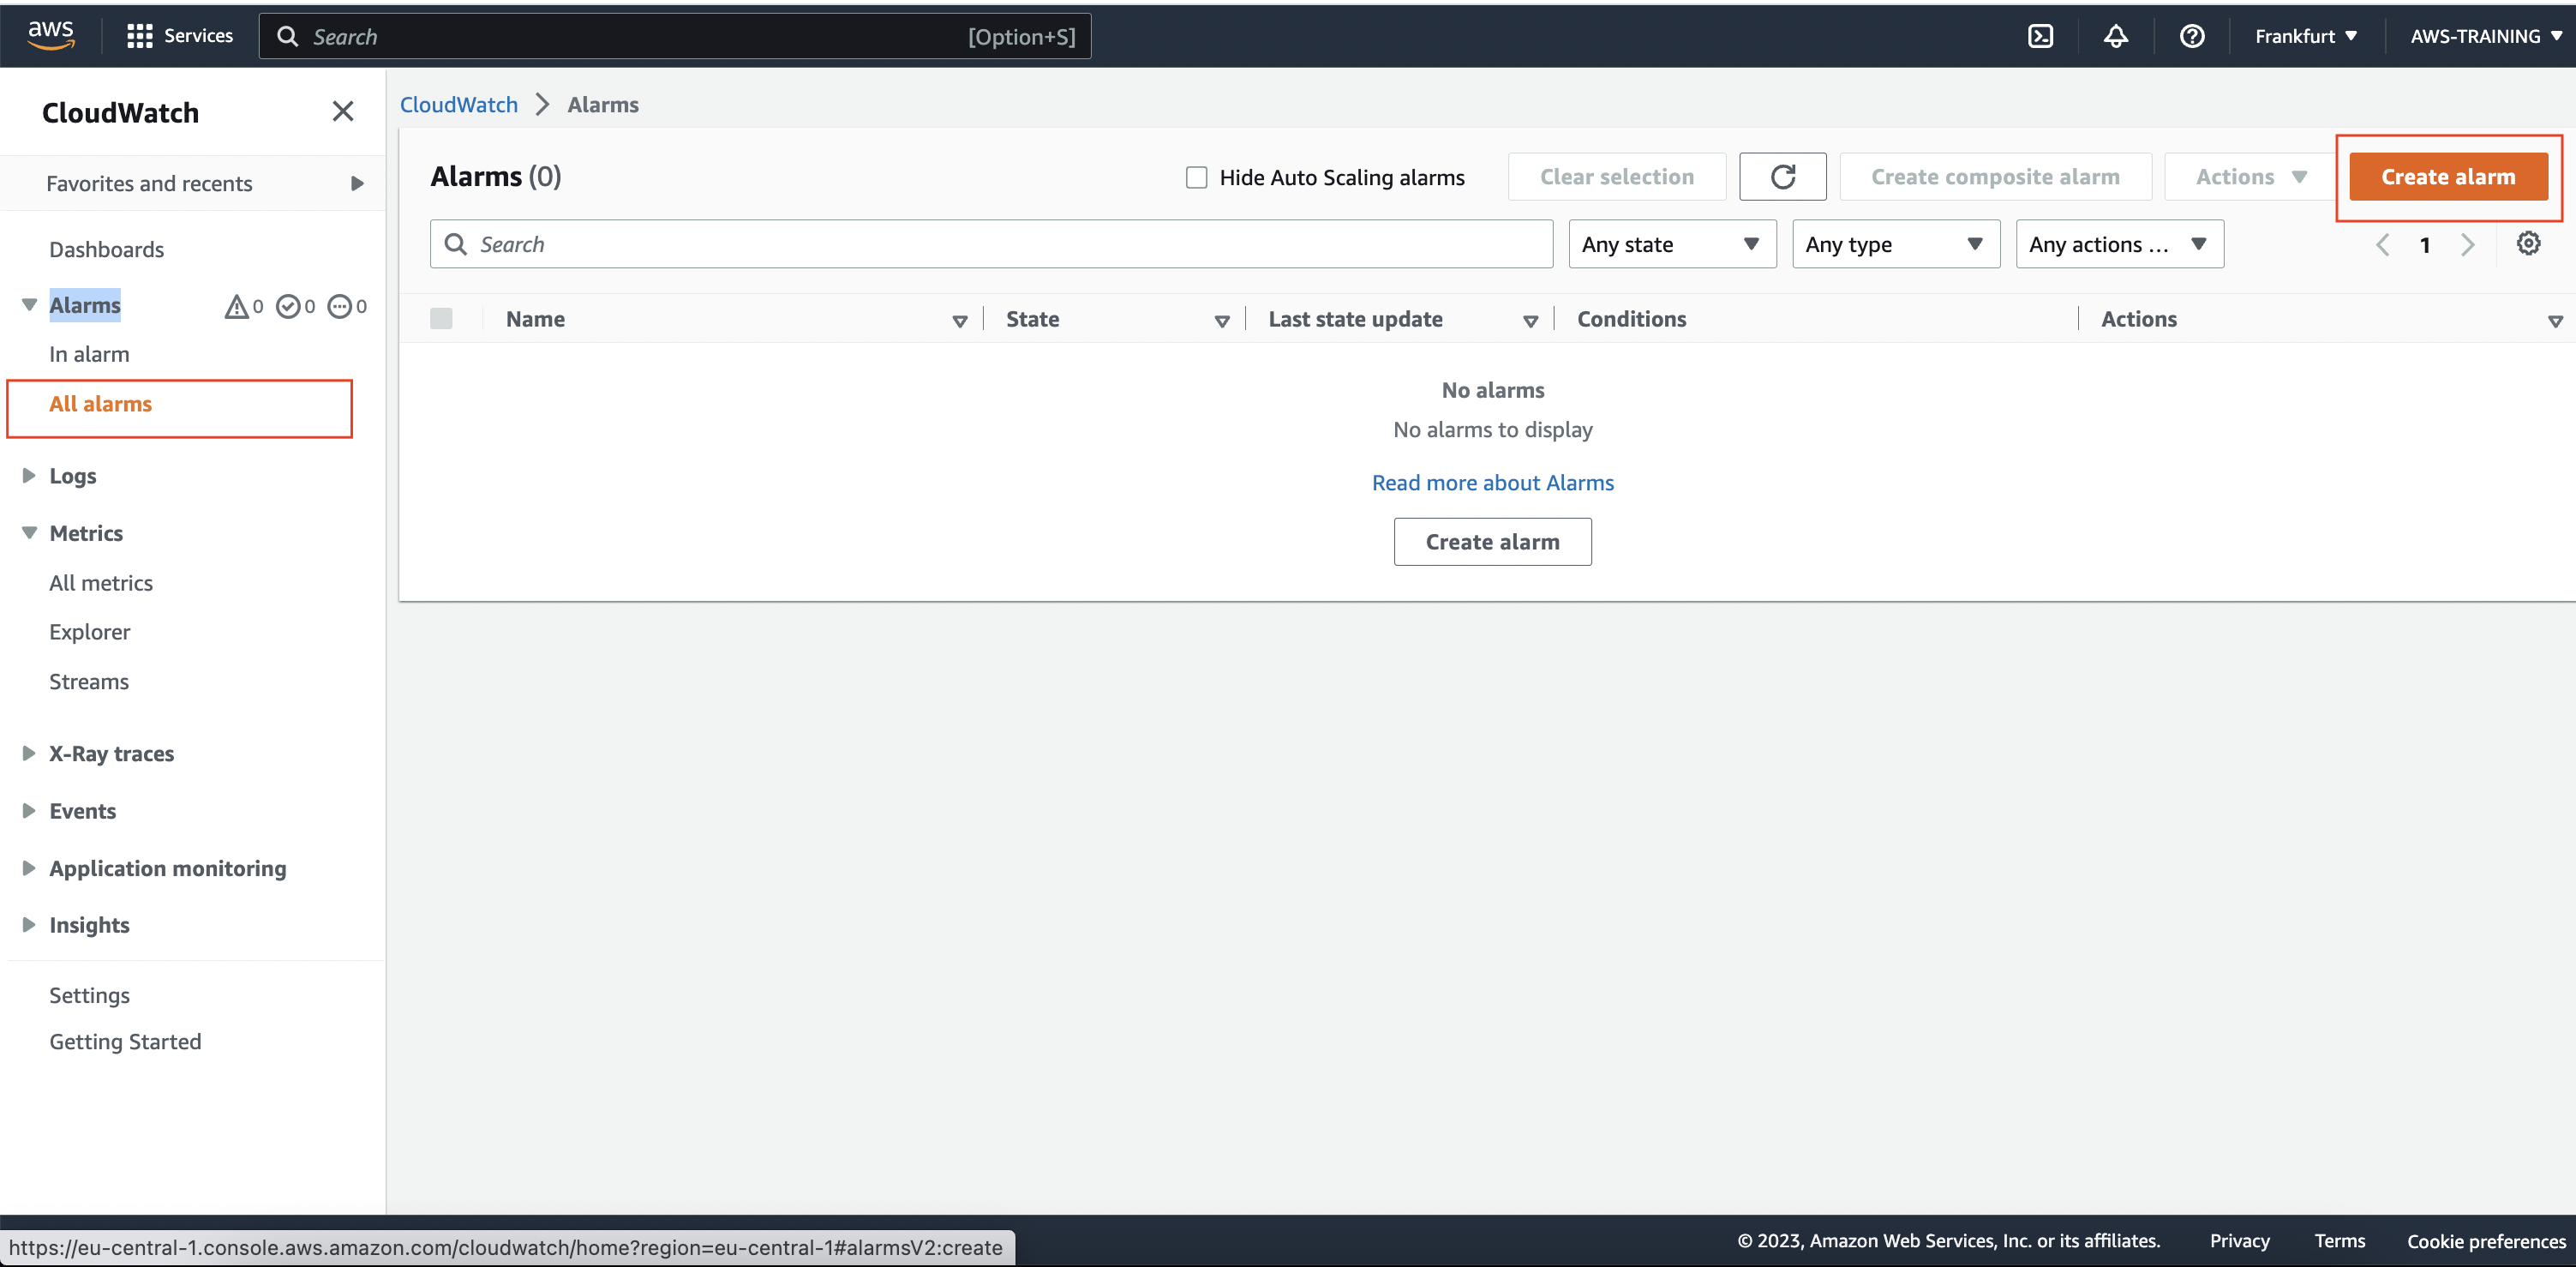 aws Services Search [Option+S] Frankfurt AWS-TRAINING
CloudWatch
Favorites and recents
Dashboards
Alarms 0 0 0
In alarm
All alarms
Logs
Metrics
All metrics
Explorer
Streams
X-Ray traces
Events
Application monitoring
Insights
Settings
Getting Started
CloudWatch Alarms
Alarms (0) Hide Auto Scaling alarms Clear selection Create composite alarm Actions Create alarm
Search Any state Any type Any actions ... 1
Name State Last state update Conditions Actions
No alarms
No alarms to display
Read more about Alarms
Create alarm
https://eu-central-1.console.aws.amazon.com/cloudwatch/home?region=eu-central-1#alarmsV2:create
© 2023, Amazon Web Services, Inc. or its affiliates. Privacy Terms Cookie preferences